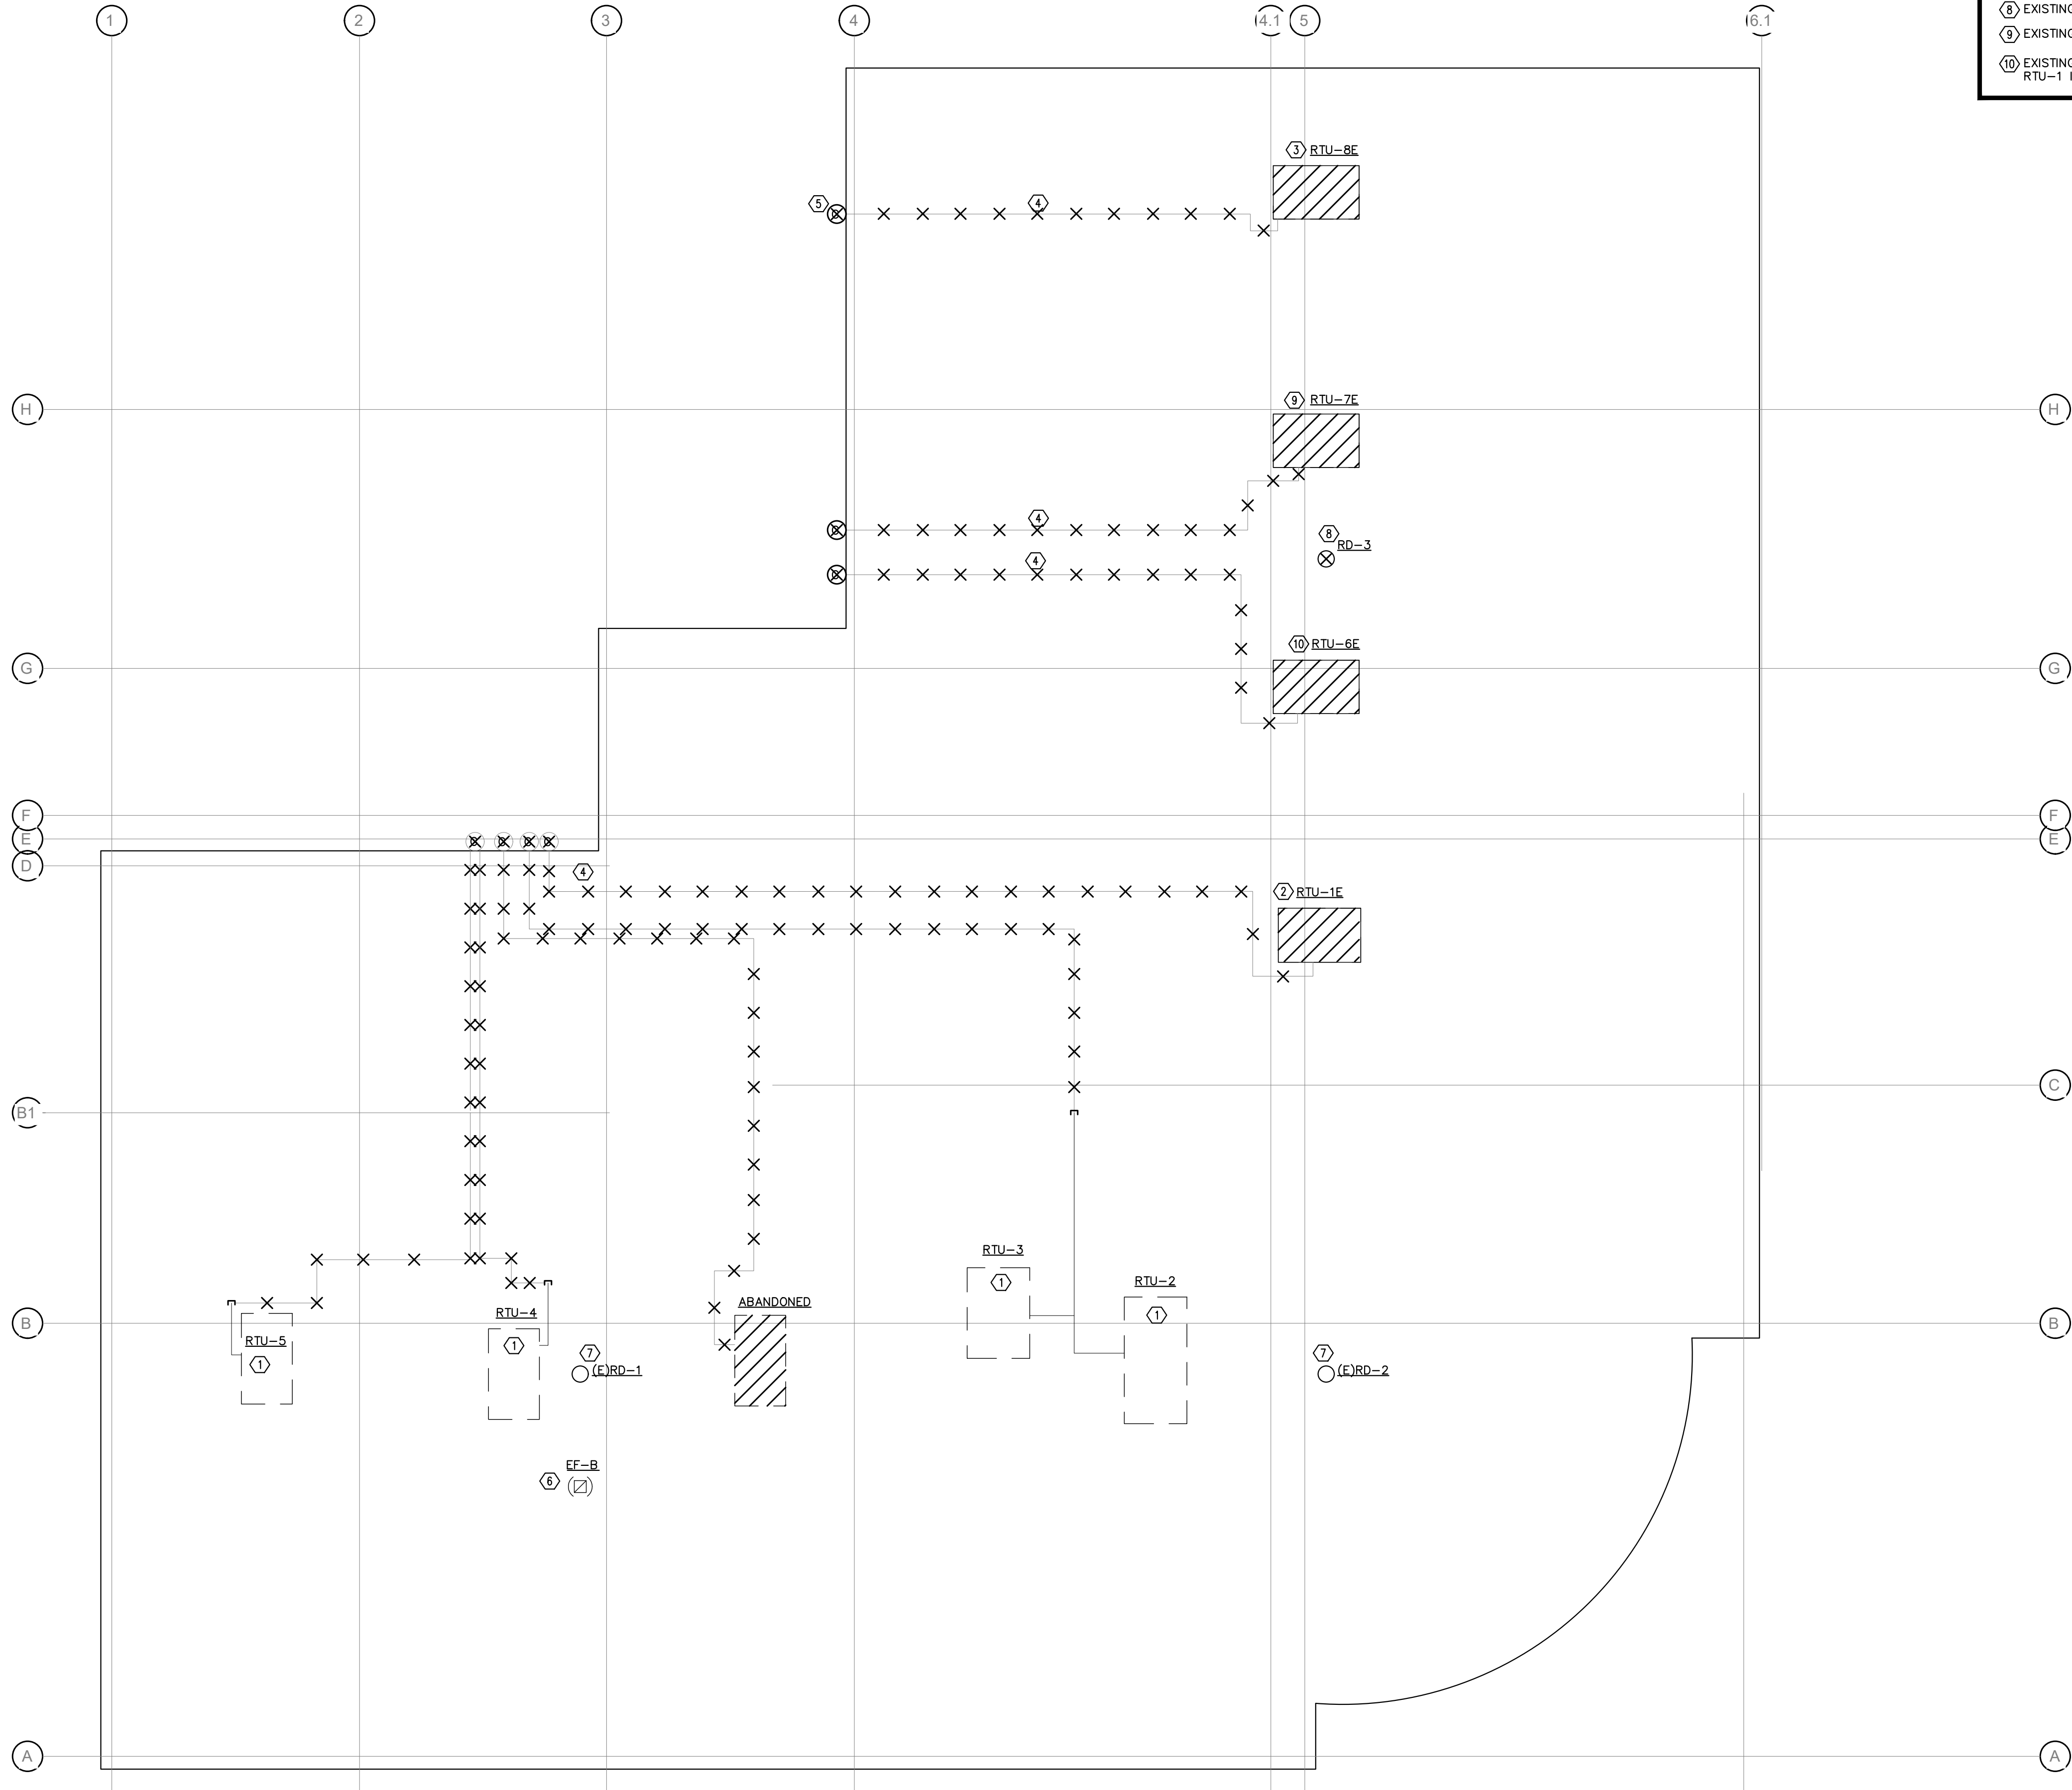 1 2 3 4 4.1 5 6.1
8 EXISTING
9 EXISTING
10 EXISTING
RTU-1
3 RTU-8E
5 4
H 9 RTU-7E H
4
8
RD-3
4
10 RTU-6E
G G
F F
E E
D 4
2 RTU-1E
C
B1
RTU-3
1
RTU-2
1
ABANDONED
RTU-4
1
B B
RTU-5
1
7
(E)RD-1
7
(E)RD-2
EF-B
6
A A